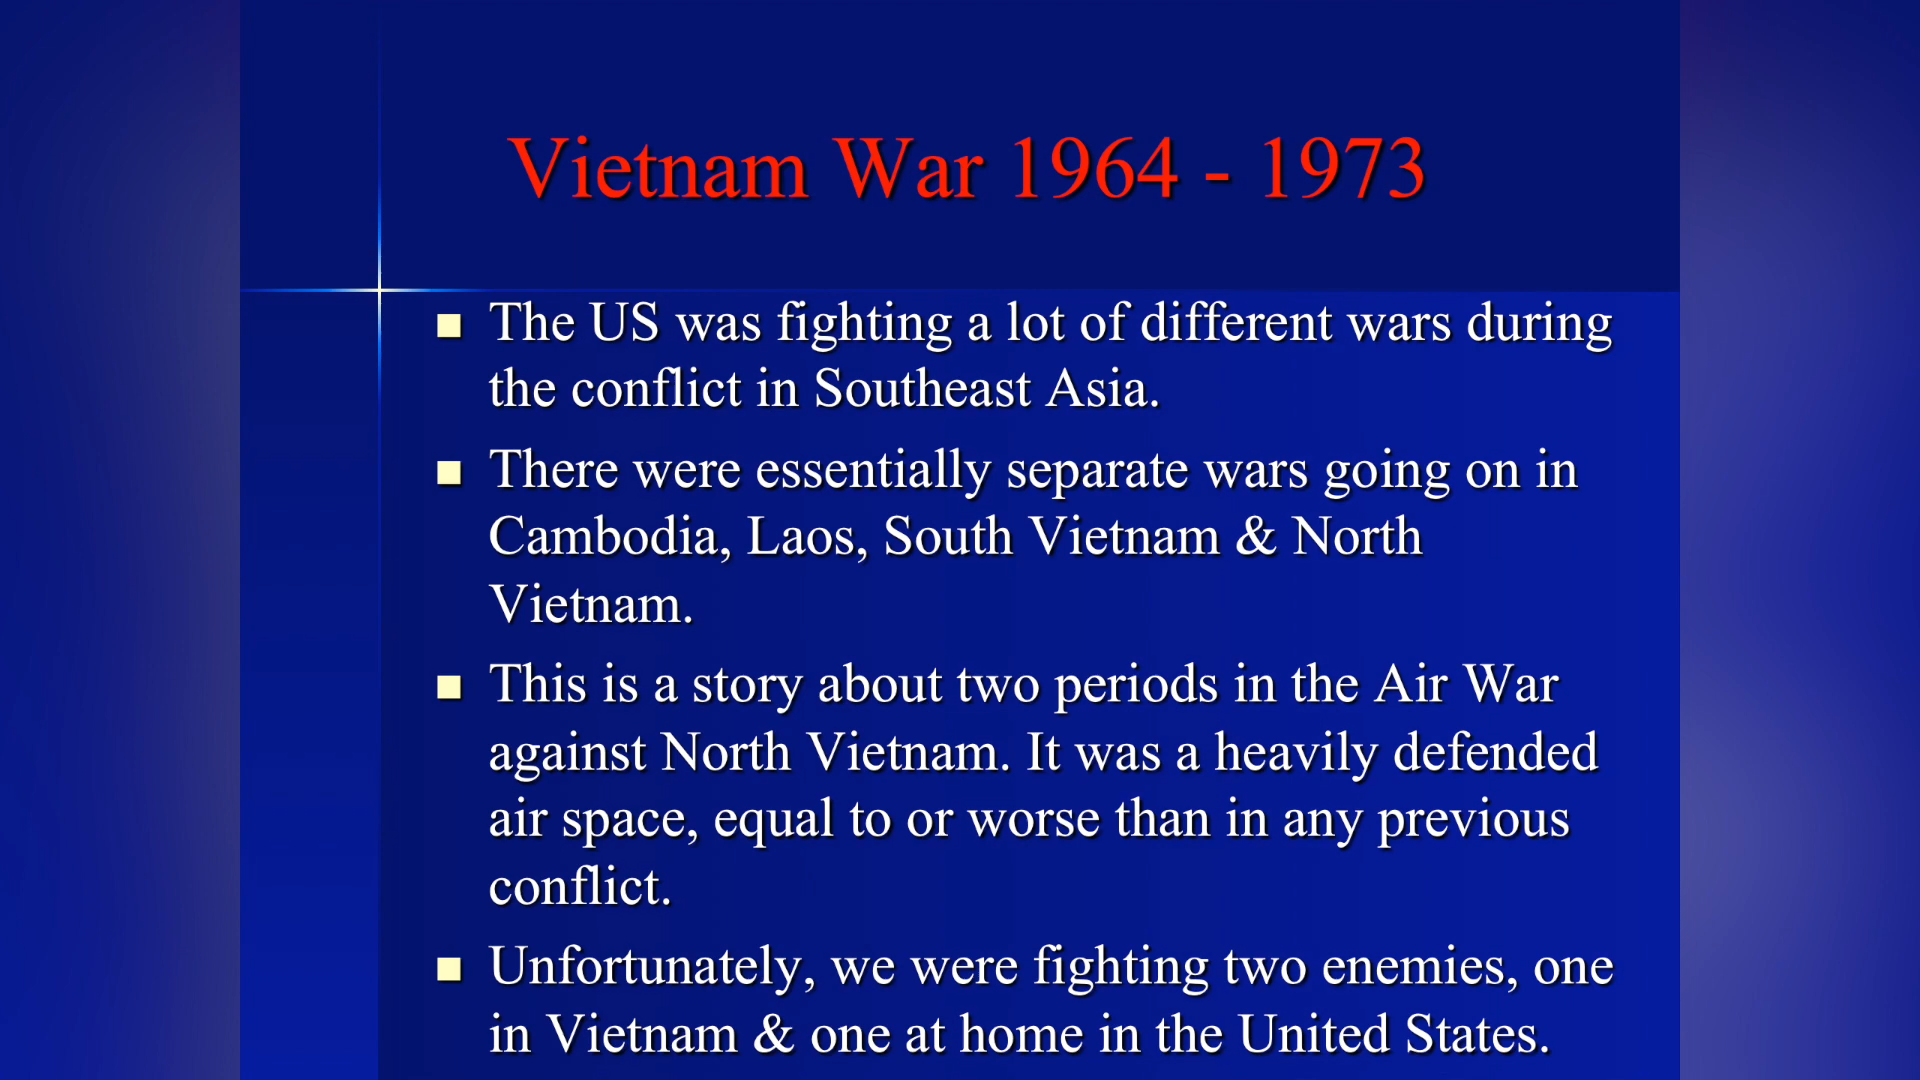 Vietnam War 1964 - 1973
The US was fighting a lot of different wars during
the conflict in Southeast Asia.
There were essentially separate wars going on in
Cambodia, Laos, South Vietnam & North
Vietnam.
This is a story about two periods in the Air War
against North Vietnam. It was a heavily defended
air space, equal to or worse than in any previous
conflict.
Unfortunately, we were fighting two enemies, one
in Vietnam & one at home in the United States.